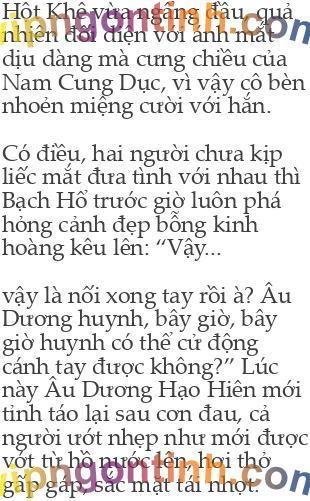 Hột Khê vừa ngẩng đầu, quả
nhiên đối diện với ánh mắt
dịu dàng mà cưng chiều của
Nam Cung Dục, vì vậy cô bèn
nhoẻn miệng cười với hắn.
Có điều, hai người chưa kịp
liếc mắt đưa tình với nhau thì
Bạch Hổ trước giờ luôn phá
hỏng cảnh đẹp bỗng kinh
hoàng kêu lên: “Vậy...
vậy là nối xong tay rồi à? Âu
Dương huynh, bây giờ, bây
giờ huynh có thể cử động
cánh tay được không?” Lúc
này Âu Dương Hạo Hiên mới
tỉnh táo lại sau cơn đau, cả
người ướt nhẹp như mới được
vớt từ hồ nước lên, hơi thở
gấp gáp, sắc mặt tái nhợt.
vipngontinh.com
vipngontinh.com